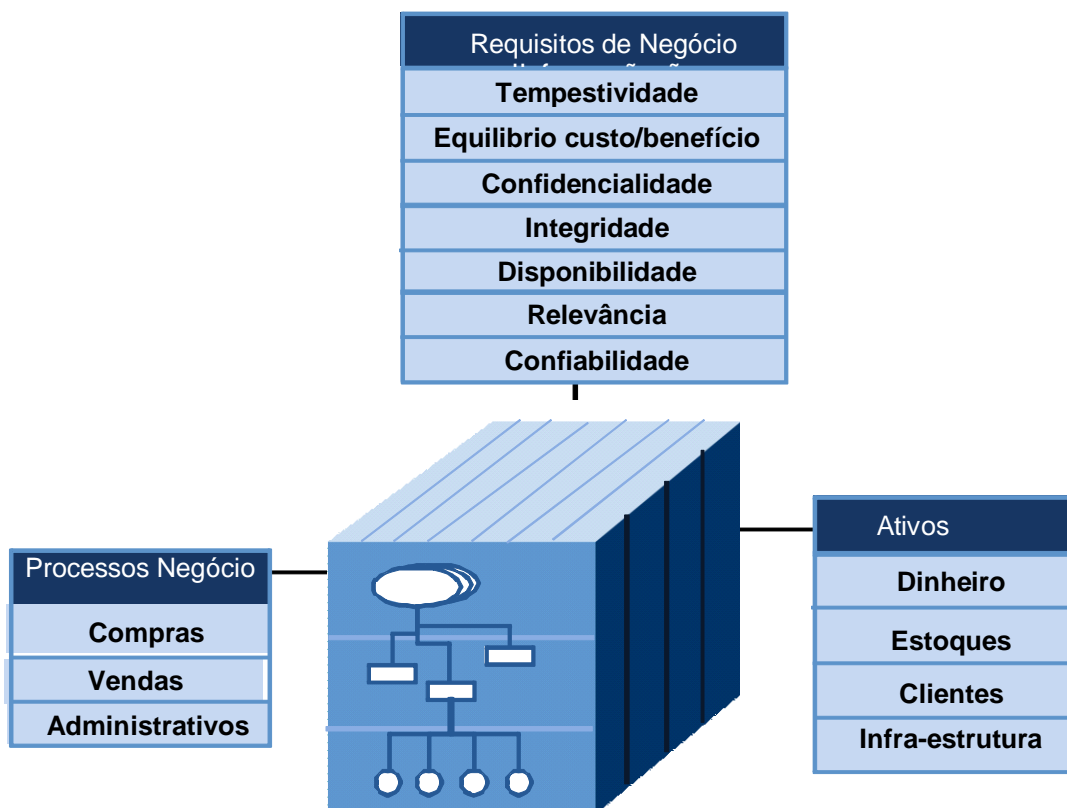 Requisitos de Negócio
Tempestividade
Equilibrio custo/benefício
Confidencialidade
Integridade
Disponibilidade
Relevância
Confiabilidade
Processos Negócio
Compras
Vendas
Administrativos
Ativos
Dinheiro
Estoques
Clientes
Infra-estrutura